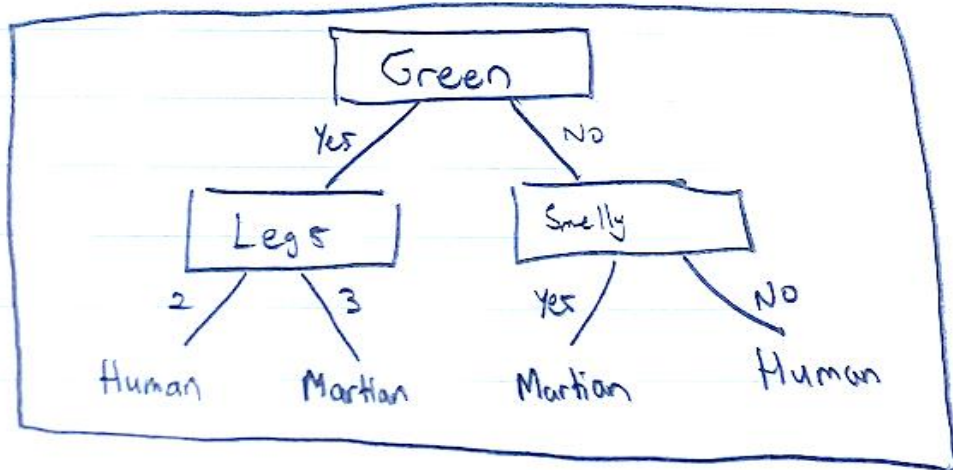 Green
Yes NO
Legs Smelly
2 3 Yes NO
Human Martian Martian Human